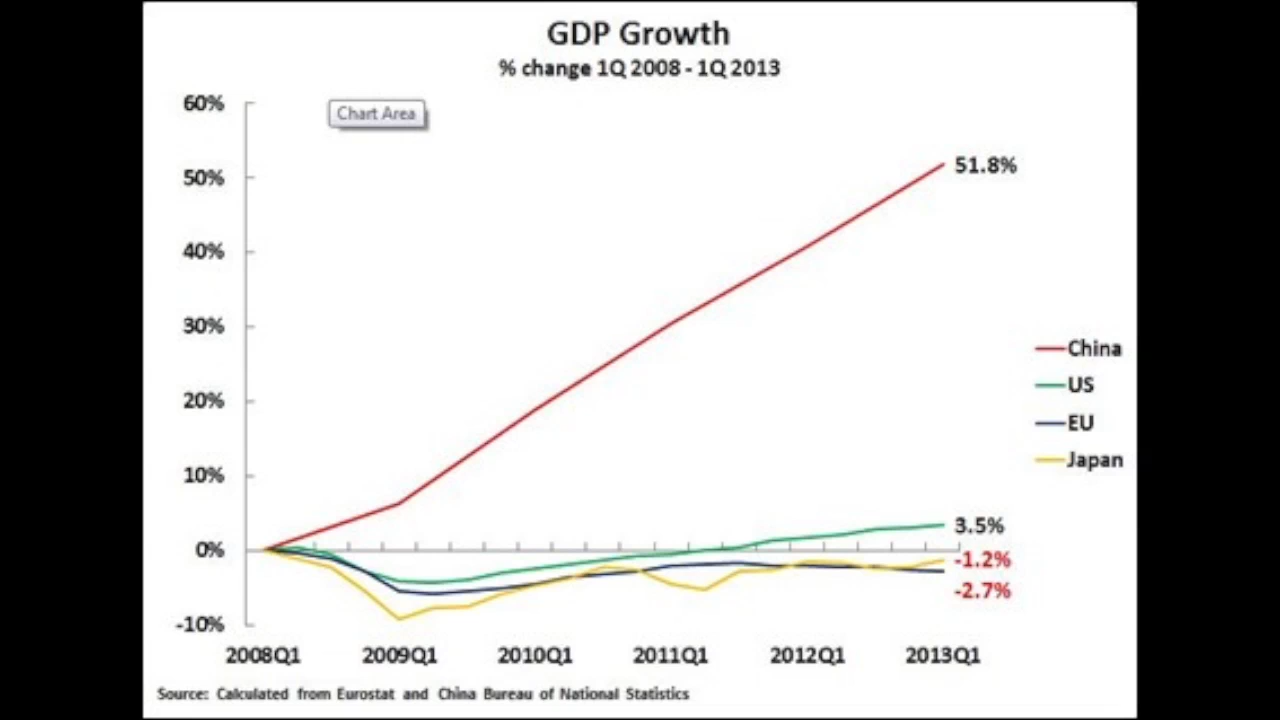 GDP Growth
% change 1Q 2008 - 1Q 2013
60%
Chart Area
50%
51.8%
40%
30%
China
20%
US
EU
Japan
10%
3.5%
0%
-1.2%
-2.7%
-10%
2008Q1 2009Q1 2010Q1 2011Q1 2012Q1 2013Q1
Source: Calculated from Eurostat and China Bureau of National Statistics